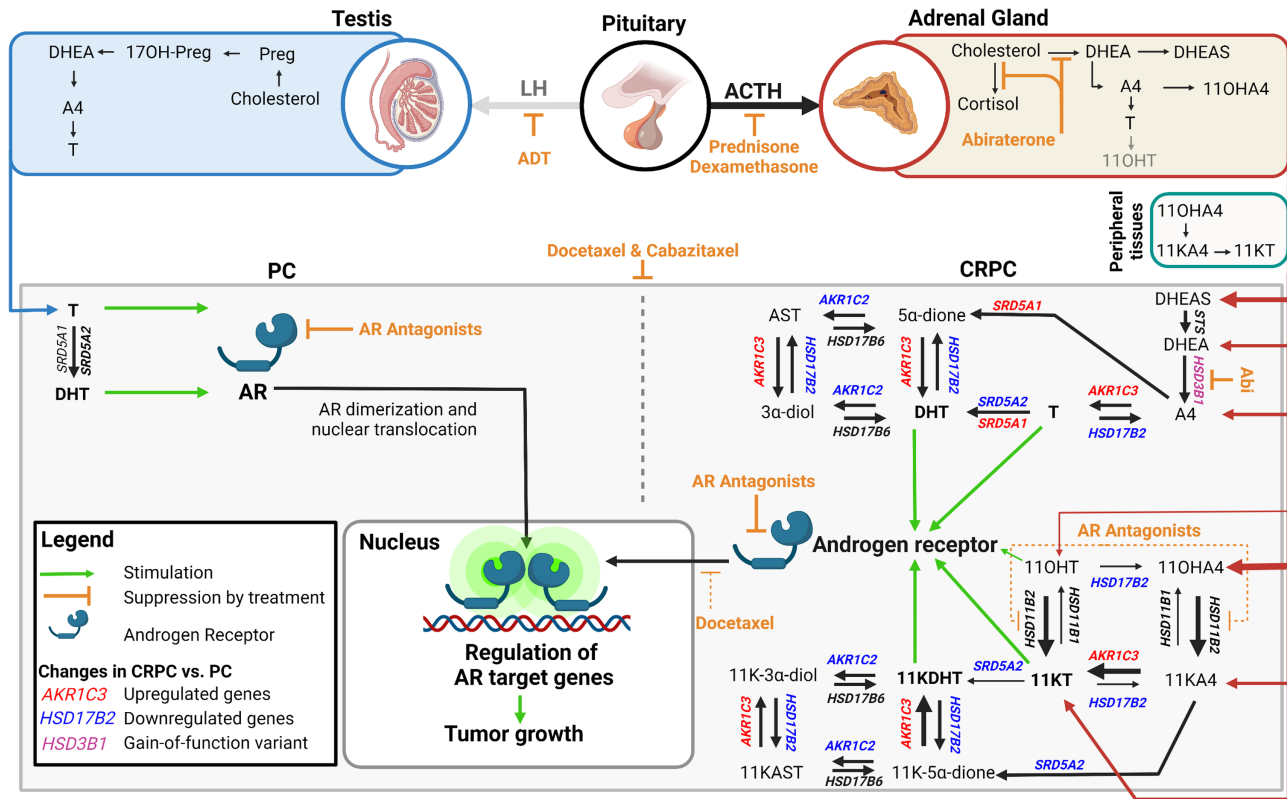 Testis
Pituitary
Adrenal Gland
DHEA
17OH-Preg
Preg
Cholesterol
A4
T
LH
ADT
ACTH
Prednisone
Dexamethasone
Cholesterol
DHEA
DHEAS
Cortisol
A4
11OHA4
T
11OHT
Abiraterone
Peripheral
tissues
11OHA4
11KA4
11KT
Docetaxel & Cabazitaxel
PC
CRPC
T
SRD5A1
SRD5A2
DHT
AR Antagonists
AR
AR dimerization and
nuclear translocation
AST
AKR1C2
HSD17B6
5α-dione
SRD5A1
DHEAS
STS
DHEA
HSD3B1
Abi
AKR1C3
HSD17B2
AKR1C3
HSD17B2
3α-diol
AKR1C2
HSD17B6
DHT
SRD5A2
SRD5A1
T
AKR1C3
HSD17B2
A4
AR Antagonists
Androgen receptor
AR Antagonists
11OHT
HSD17B2
11OHA4
HSD11B2
HSD11B1
HSD11B1
HSD11B2
Docetaxel
11K-3α-diol
AKR1C2
HSD17B6
11KDHT
SRD5A2
11KT
AKR1C3
HSD17B2
11KA4
AKR1C3
HSD17B2
AKR1C3
HSD17B2
11KAST
AKR1C2
HSD17B6
11K-5α-dione
SRD5A2
Nucleus
Regulation of
AR target genes
Tumor growth
Legend
Stimulation
Suppression by treatment
Androgen Receptor
Changes in CRPC vs. PC
AKR1C3 Upregulated genes
HSD17B2 Downregulated genes
HSD3B1 Gain-of-function variant